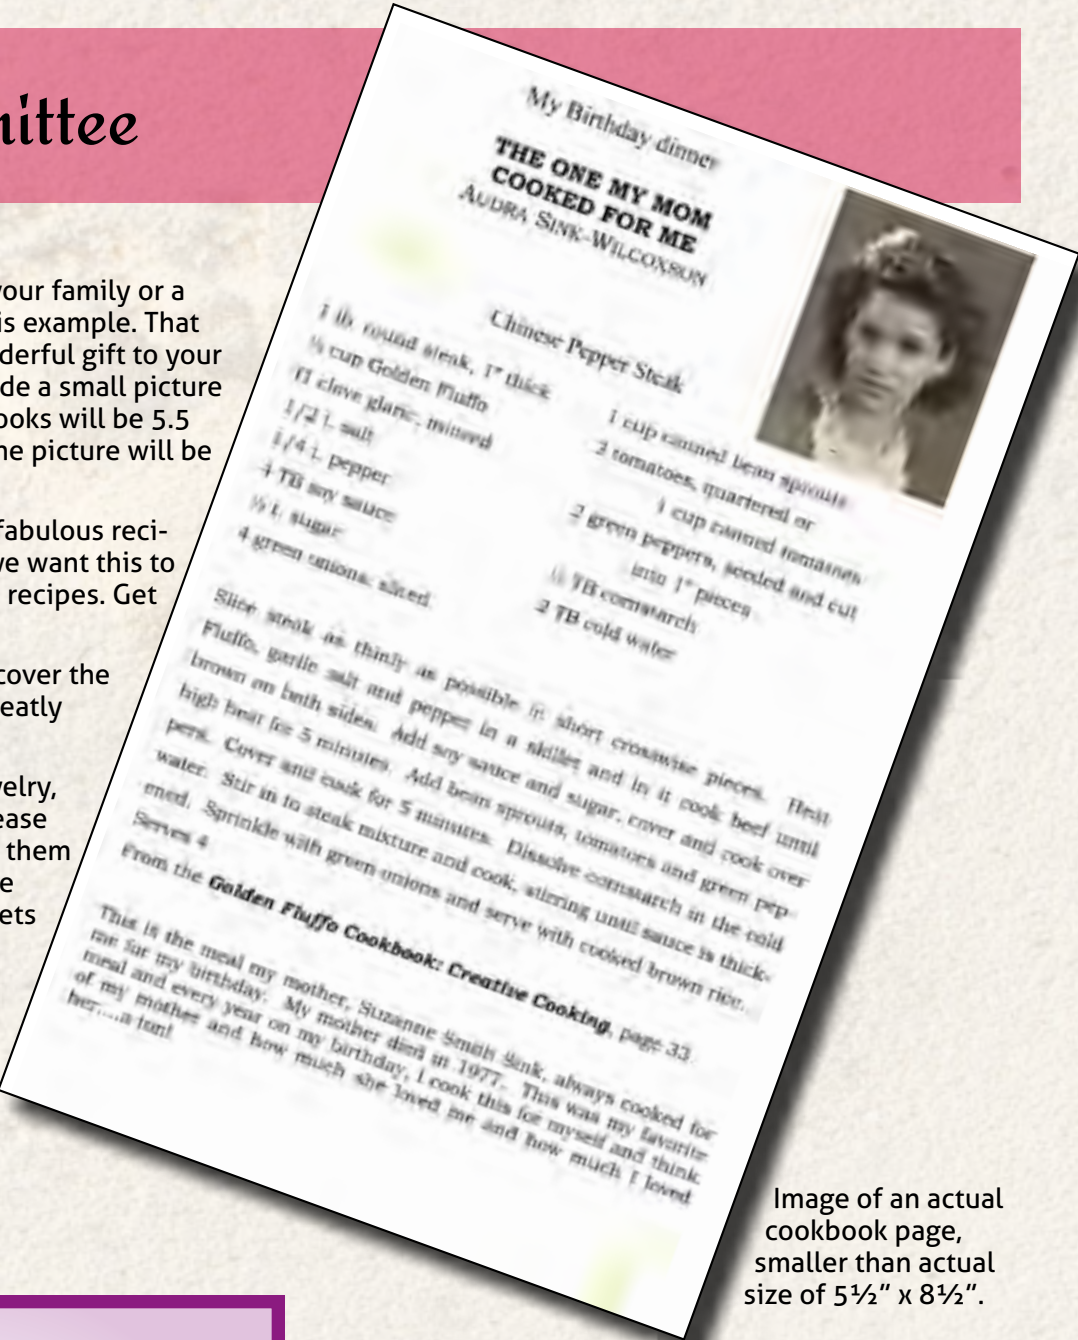 mittee
your family or a
is example. That
derful gift to your
de a small picture
ooks will be 5.5
he picture will be
fabulous reci-
we want this to
recipes. Get
cover the
eatly
velry,
ease
them
e
ets
My Birthday dinner
THE ONE MY MOM
COOKED FOR ME
AUDRA SINK-WILCOXSON
Chinese Pepper Steak
1 lb. round steak, 1" thick
cup Golden Fluffo
clove minced
1/2 t. salt
1/4 t. pepper
TB soy sauce
½ t. sugar
4 green onions, sliced
1 cup canned bean sprouts
2 tomatoes, quartered or
1 cup canned tomatoes
2 green peppers, seeded and cut
into 1" pieces
TB cornstarch
2 TB cold water
Slice steak as thinly as possible in short crosswise pieces. Heat
Fluffo, garlic salt and pepper in a skillet and in it cook beef until
brown on both sides. Add soy sauce and sugar, cover and cook over
high heat for 5 minutes. Add bean sprouts, tomatoes and green pep-
pers. Cover and cook for 5 minutes. Dissolve cornstarch in the cold
water. Stir in to steak mixture and cook, stirring until sauce is thick-
ened. Sprinkle with green onions and serve with cooked brown rice.
Serves 4
From the Golden Fluffo Cookbook: Creative Cooking, page 33.
This is the meal my mother, Suzanne Smith Sink, always cooked for
me for my birthday. My mother died in 1977. This was my favorite
meal and every year on my birthday, I cook this for myself and think
of my mother and how much she loved me and how much I loved
her....a ton!
Image of an actual
cookbook page,
smaller than actual
size of 5½” x 8½”.